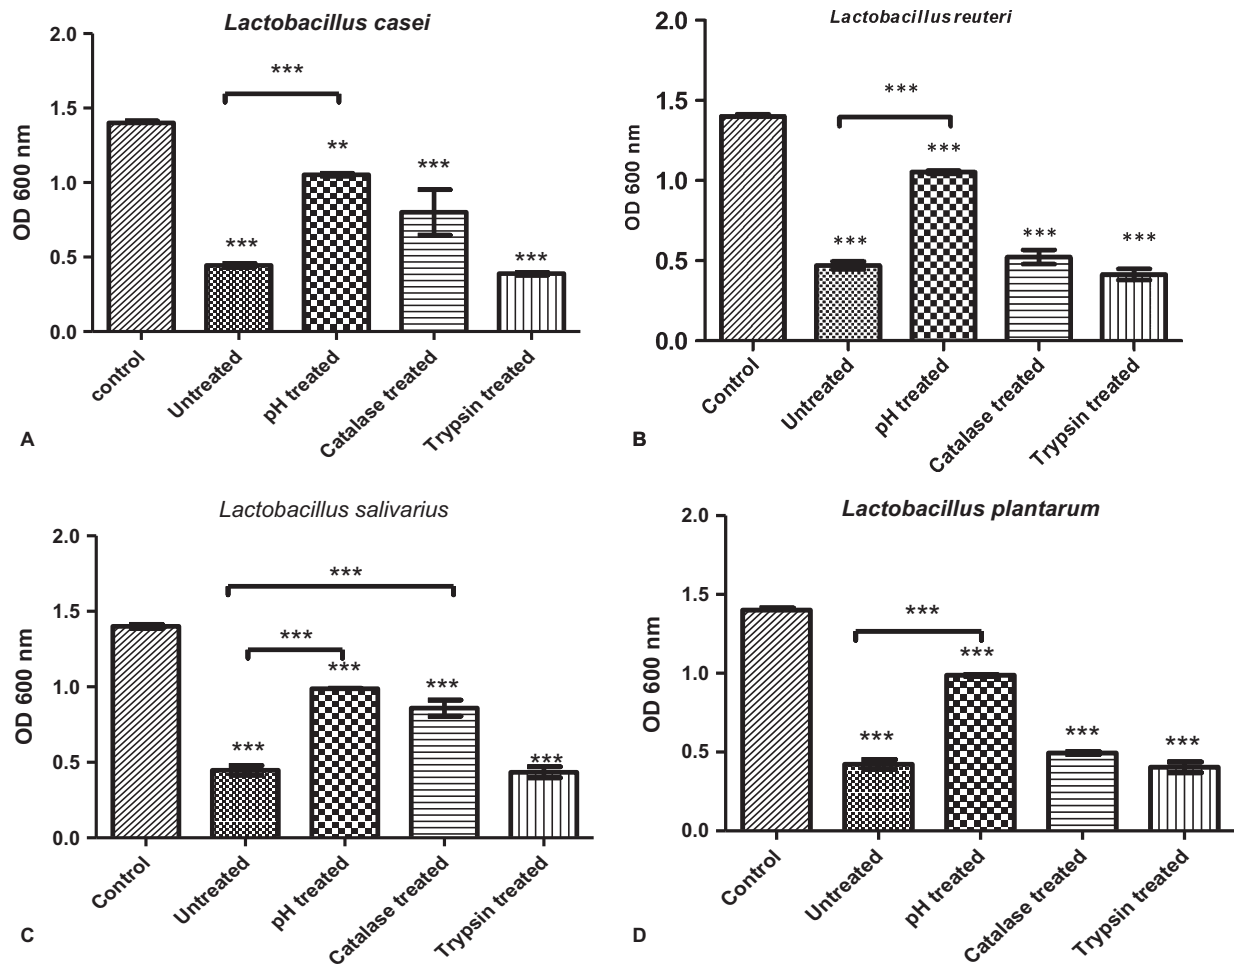 Lactobacillus casei
2.0
1.5
1.0
0.5
0.0
OD 600 nm
***
***
**
***
***
control
Untreated
pH treated
Catalase treated
Trypsin treated
A
Lactobacillus reuteri
2.0
1.5
1.0
0.5
0.0
OD 600 nm
***
***
***
***
***
Control
Untreated
pH treated
Catalase treated
Trypsin treated
B
Lactobacillus salivarius
2.0
1.5
1.0
0.5
0.0
OD 600 nm
***
***
***
***
***
***
Control
Untreated
pH treated
Catalase treated
Trypsin treated
C
Lactobacillus plantarum
2.0
1.5
1.0
0.5
0.0
OD 600 nm
***
***
***
***
***
Control
Untreated
pH treated
Catalase treated
Trypsin treated
D